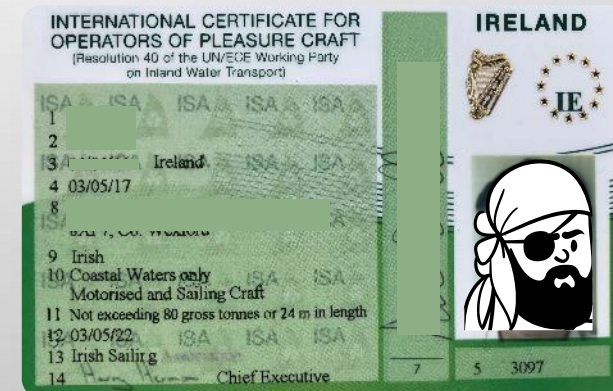 INTERNATIONAL CERTIFICATE FOR
OPERATORS OF PLEASURE CRAFT
(Resolution 40 of the UN/ECE Working Party
on Inland Water Transport)
ISA ISA ISA ISA ISA
1
2
3 Ireland
4 03/05/17
8
Co. Wexford
9 Irish
10 Coastal Waters only
Motorised and Sailing Craft
11 Not exceeding 80 gross tonnes or 24 m in length
12 03/05/22
13 Irish Sailing
14 Chief Executive
7
IRELAND
IE
5 3097